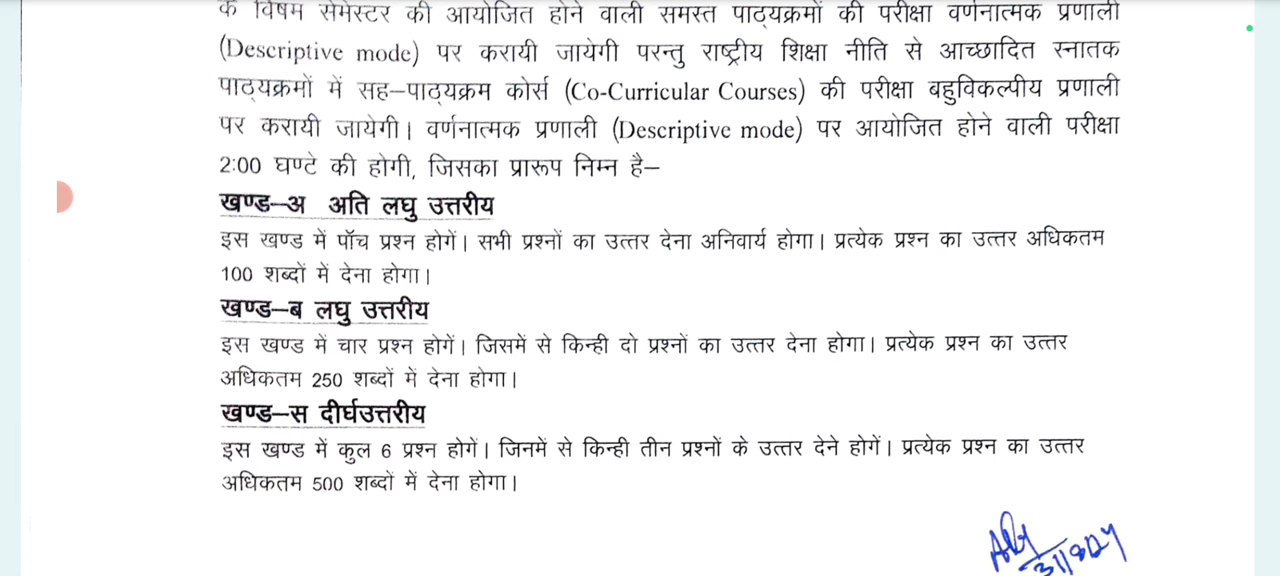 के विषम सेमेस्टर की आयोजित होने वाली समस्त पाठ्यक्रमों की परीक्षा वर्णनात्मक प्रणाली
(Descriptive mode) पर करायी जायेगी परन्तु राष्ट्रीय शिक्षा नीति से आच्छादित स्नातक
पाठ्यक्रमों में सह–पाठ्यक्रम कोर्स (Co-Curricular Courses) की परीक्षा बहुविकल्पीय प्रणाली
पर करायी जायेगी। वर्णनात्मक प्रणाली (Descriptive mode) पर आयोजित होने वाली परीक्षा
2:00 घण्टे की होगी, जिसका प्रारूप निम्न है–
खण्ड–अ अति लघु उत्तरीय
इस खण्ड में पॉच प्रश्न होगें। सभी प्रश्नों का उत्तर देना अनिवार्य होगा। प्रत्येक प्रश्न का उत्तर अधिकतम
100 शब्दों में देना होगा।
खण्ड–ब लघु उत्तरीय
इस खण्ड में चार प्रश्न होगें। जिसमें से किन्ही दो प्रश्नों का उत्तर देना होगा। प्रत्येक प्रश्न का उत्तर
अधिकतम 250 शब्दों में देना होगा।
खण्ड–स दीर्घउत्तरीय
इस खण्ड में कुल 6 प्रश्न होगें। जिनमें से किन्ही तीन प्रश्नों के उत्तर देने होगें। प्रत्येक प्रश्न का उत्तर
अधिकतम 500 शब्दों में देना होगा।